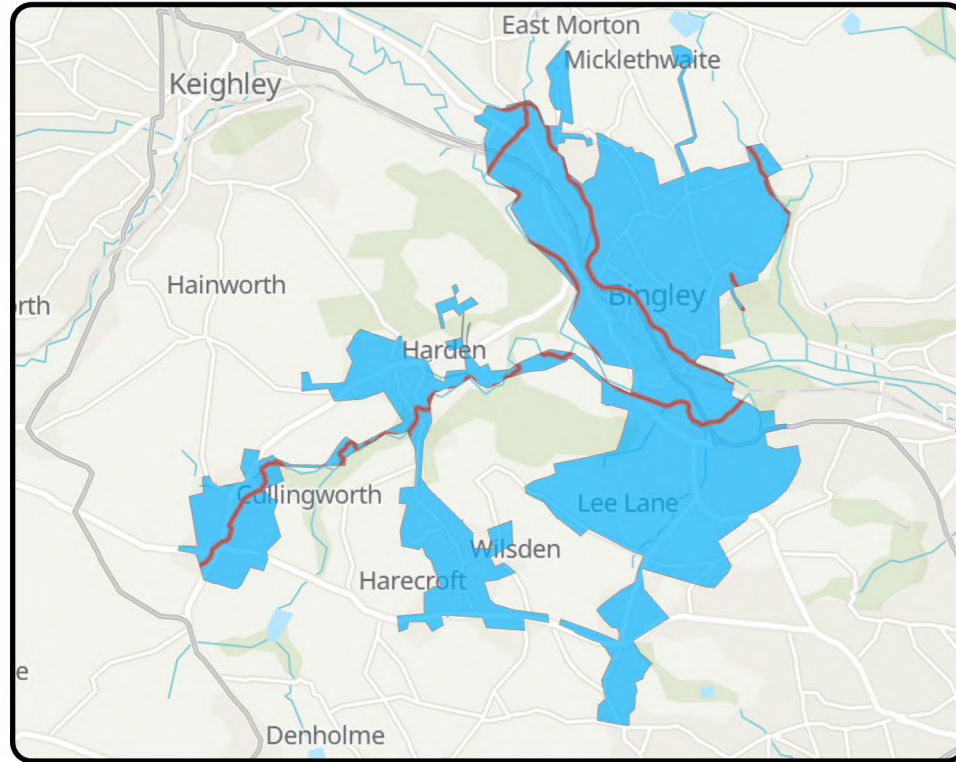 East Morton
Micklethwaite
Keighley
Hainworth
rth
Bingley
Harden
Cullingworth
Lee Lane
Wilsden
Harecroft
e
Denholme